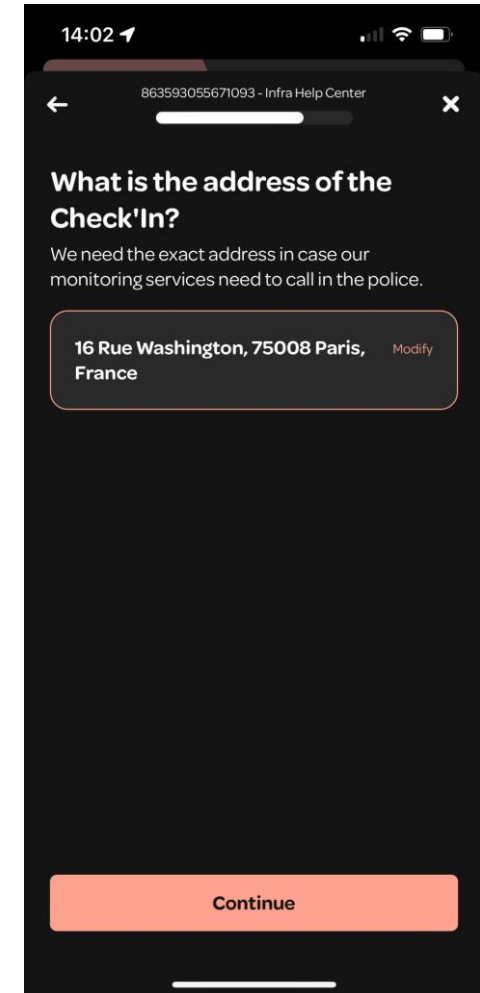 14:02
863593055671093 - Infra Help Center
What is the address of the
Check'In?
We need the exact address in case our
monitoring services need to call in the police.
16 Rue Washington, 75008 Paris,
France
Modify
Continue